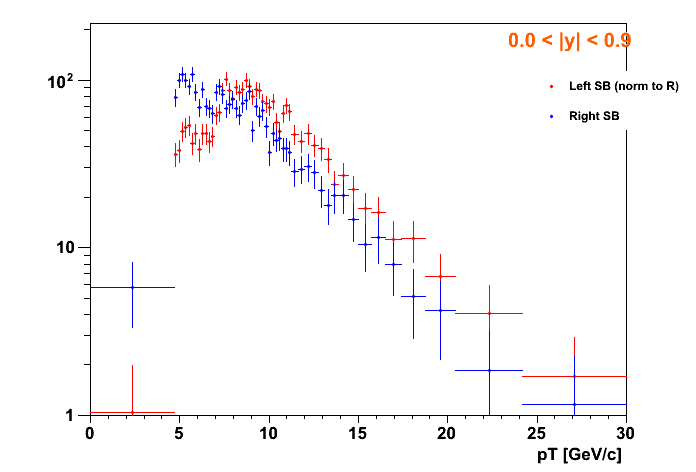 0.0 < |y| < 0.9
Left SB (norm to R)
Right SB
10²
10
1
0 5 10 15 20 25 30
pT [GeV/c]